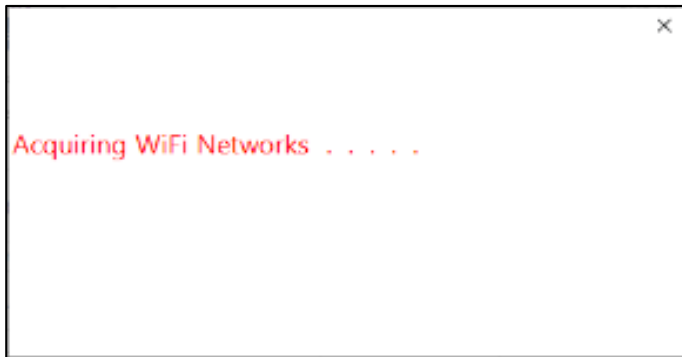 Acquiring WiFi Networks . . . . .